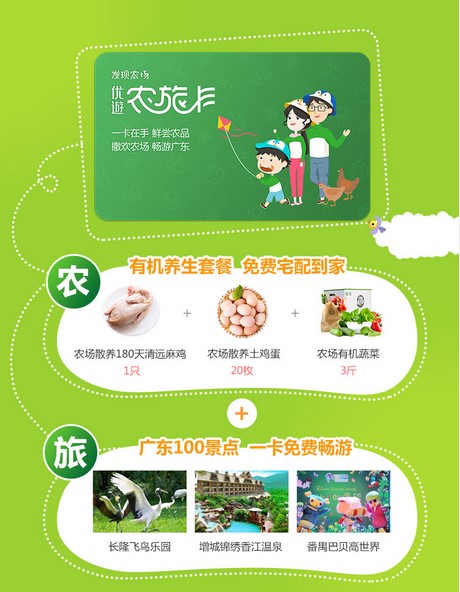 发现农场
优遊 农旅卡
一卡在手 鲜尝农品
撒欢农场 畅游广东
农
有机养生套餐 免费宅配到家
+
+
农场散养180天清远麻鸡
农场散养土鸡蛋
农场有机蔬菜
1只
20枚
3斤
+
旅
广东100景点 一卡免费畅游
长隆飞鸟乐园
增城锦绣香江温泉
番禺巴贝高世界